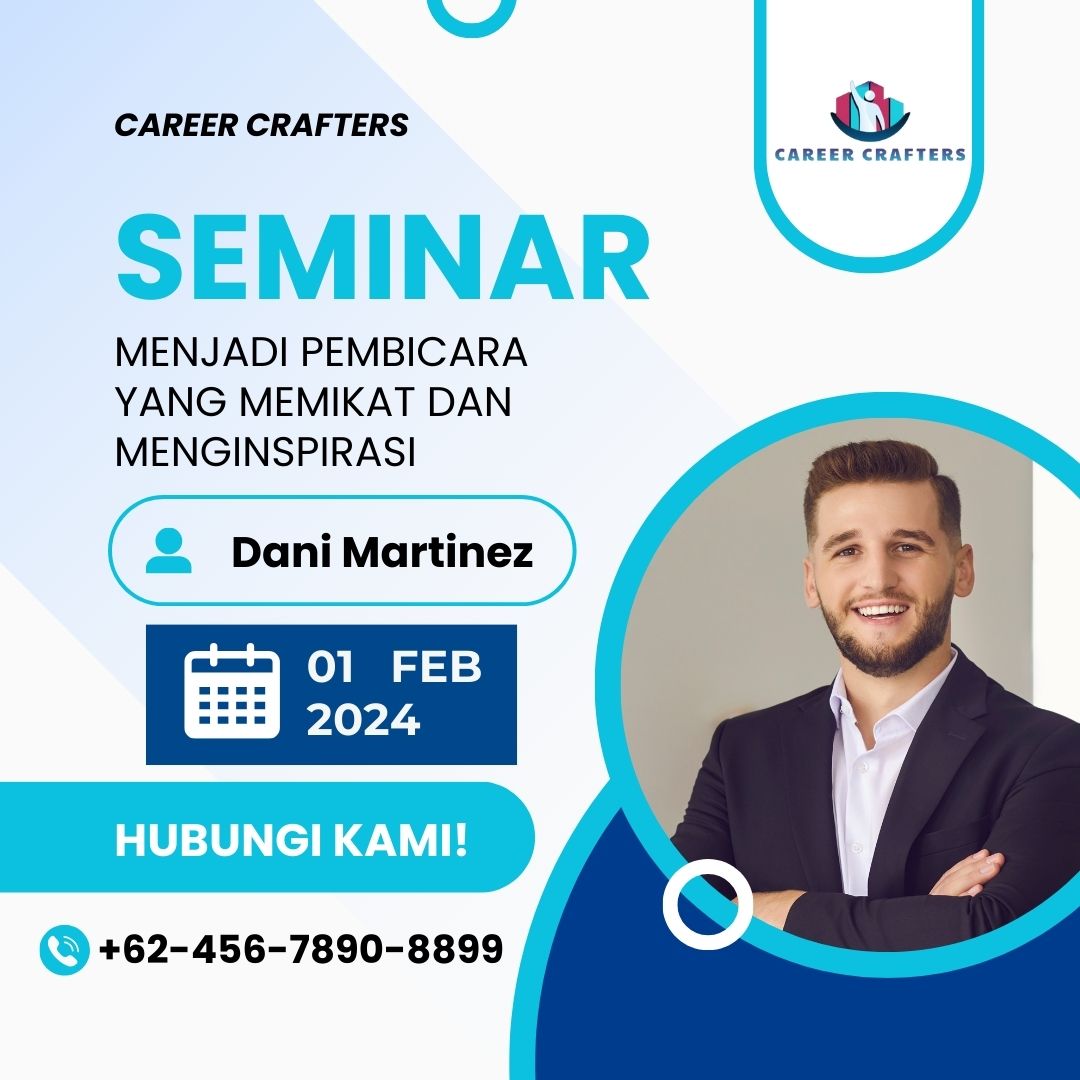 CAREER CRAFTERS
CAREER CRAFTERS
SEMINAR
MENJADI PEMBICARA
YANG MEMIKAT DAN
MENGINSPIRASI
Dani Martinez
01 FEB
2024
HUBUNGI KAMI!
+62-456-7890-8899